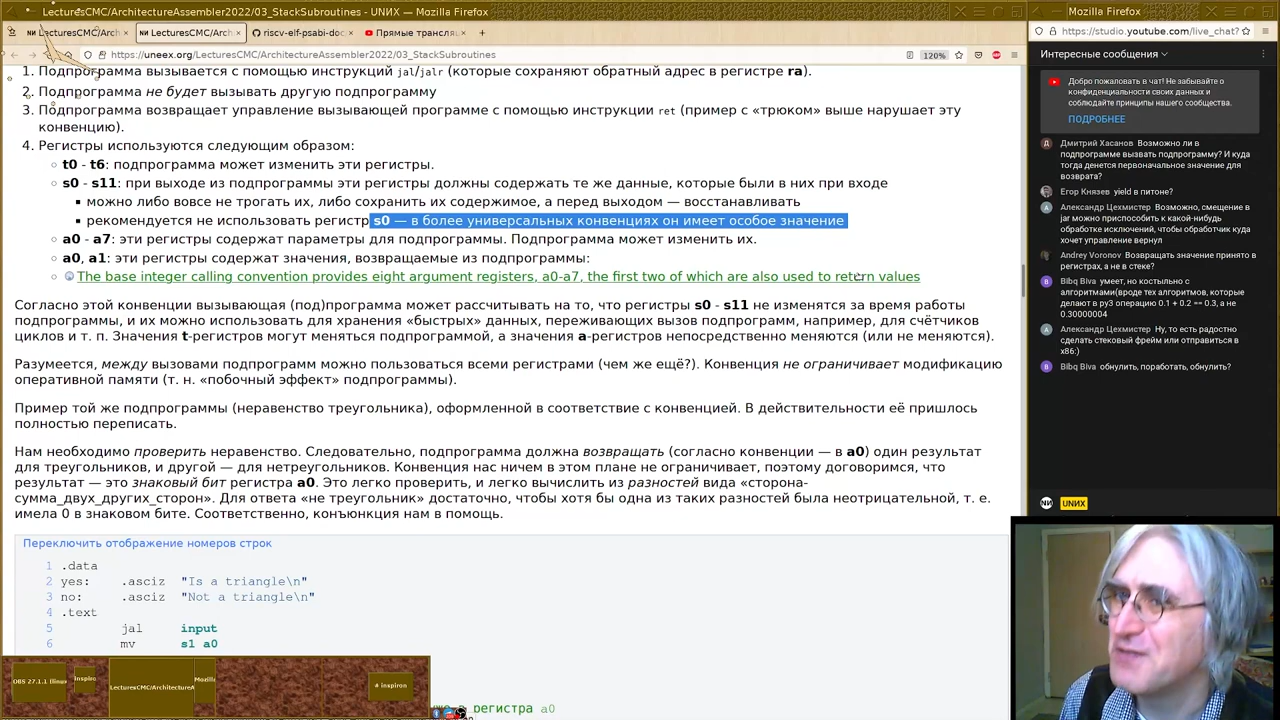 LecturesCMC/ArchitectureAssembler2022/03_StackSubroutines - UNИX — Mozilla Firefox
LecturesCMC/Architectu
LecturesCMC/Architectu
riscv-elf-psabi-doc
Прямые трансляц
https://uneex.org/LecturesCMC/ArchitectureAssembler2022/03_StackSubroutines
120%
1. Подпрограмма вызывается с помощью инструкций jal/jalr (которые сохраняют обратный адрес в регистре ra).
2. Подпрограмма не будет вызывать другую подпрограмму
3. Подпрограмма возвращает управление вызывающей программе с помощью инструкции ret (пример с «трюком» выше нарушает эту
конвенцию).
4. Регистры используются следующим образом:
t0 - t6: подпрограмма может изменить эти регистры.
s0 - s11: при выходе из подпрограммы эти регистры должны содержать те же данные, которые были в них при входе
можно либо вовсе не трогать их, либо сохранить их содержимое, а перед выходом — восстанавливать
рекомендуется не использовать регистр s0 — в более универсальных конвенциях он имеет особое значение
a0 - a7: эти регистры содержат параметры для подпрограммы. Подпрограмма может изменить их.
a0, a1: эти регистры содержат значения, возвращаемые из подпрограммы:
The base integer calling convention provides eight argument registers, a0-a7, the first two of which are also used to return values
Согласно этой конвенции вызывающая (под)программа может рассчитывать на то, что регистры s0 - s11 не изменятся за время работы
подпрограммы, и их можно использовать для хранения «быстрых» данных, переживающих вызов подпрограмм, например, для счётчиков
циклов и т. п. Значения t-регистров могут меняться подпрограммой, а значения a-регистров непосредственно меняются (или не меняются).
Разумеется, между вызовами подпрограмм можно пользоваться всеми регистрами (чем же ещё?). Конвенция не ограничивает модификацию
оперативной памяти (т. н. «побочный эффект» подпрограммы).
Пример той же подпрограммы (неравенство треугольника), оформленной в соответствие с конвенцией. В действительности её пришлось
полностью переписать.
Нам необходимо проверить неравенство. Следовательно, подпрограмма должна возвращать (согласно конвенции — в a0) один результат
для треугольников, и другой — для нетреугольников. Конвенция нас ничем в этом плане не ограничивает, поэтому договоримся, что
результат — это знаковый бит регистра a0. Это легко проверить, и легко вычислить из разностей вида «сторона-
сумма_двух_других_сторон». Для ответа «не треугольник» достаточно, чтобы хотя бы одна из таких разностей была неотрицательной, т. е.
имела 0 в знаковом бите. Соответственно, конвенция нам в помощь.
Переключить отображение номеров строк
1 .data
2 yes: .asciz "Is a triangle\n"
3 no: .asciz "Not a triangle\n"
4 .text
5 jal input
6 mv s1 a0
регистра a0
OBS 27.1.1 (linux
Inspiro
LecturesCMC/ArchitectureA
Mozill
# inspiron
Mozilla Firefox
https://studio.youtube.com/live_chat?
Интересные сообщения
Добро пожаловать в чат! Не забывайте о
конфиденциальности своих данных и
соблюдайте принципы нашего сообщества.
ПОДРОБНЕЕ
Дмитрий Хасанов Возможно ли в
подпрограмме вызвать подпрограмму? И куда
тогда денется первоначальное значение для
возврата?
Егор Князев yield в питоне?
Александр Цехмистер Возможно, смещение в
jar можно приспособить к какой-нибудь
обработке исключений, чтобы обработчик куда
хочет управление вернул
Andrey Voronov Возвращать значение принято в
регистрах, а не в стеке?
Bibq Biva умеет, но костыльно с
алгоритмами(вроде тех алгоритмов, которые
делают в py3 операцию 0.1 + 0.2 == 0.3, а не
0.30000004
Александр Цехмистер Ну, то есть радостно
сделать стековый фрейм или отправиться в
x86:)
Bibq Biva обнулить, поработать, обнулить?
UNИX